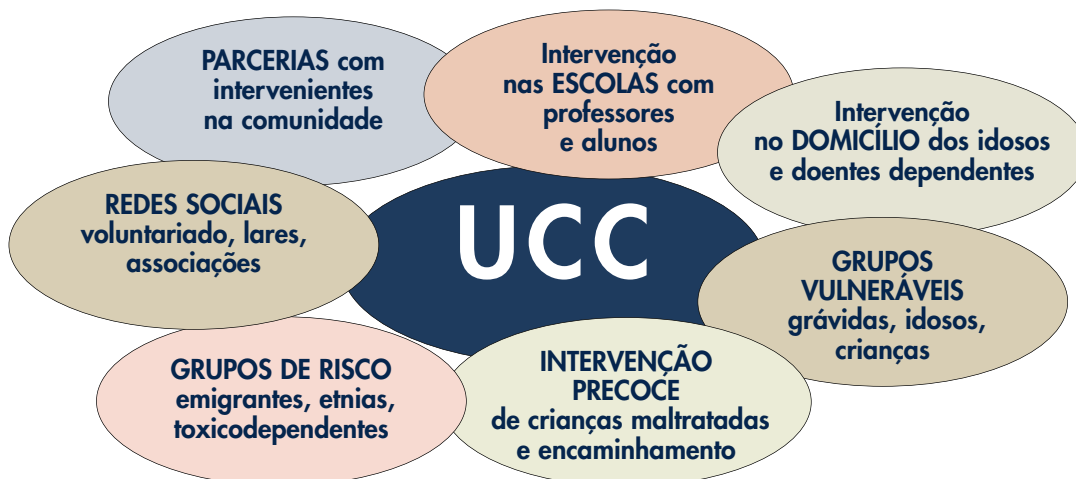 PARCERIAS com
intervenientes
na comunidade
Intervenção
nas ESCOLAS com
professores
e alunos
Intervenção
no DOMICÍLIO dos idosos
e doentes dependentes
REDES SOCIAIS
voluntariado, lares,
associações
UCC
GRUPOS
VULNERÁVEIS
grávidas, idosos,
crianças
GRUPOS DE RISCO
emigrantes, etnias,
toxicodependentes
INTERVENÇÃO
PRECOCE
de crianças maltratadas
e encaminhamento